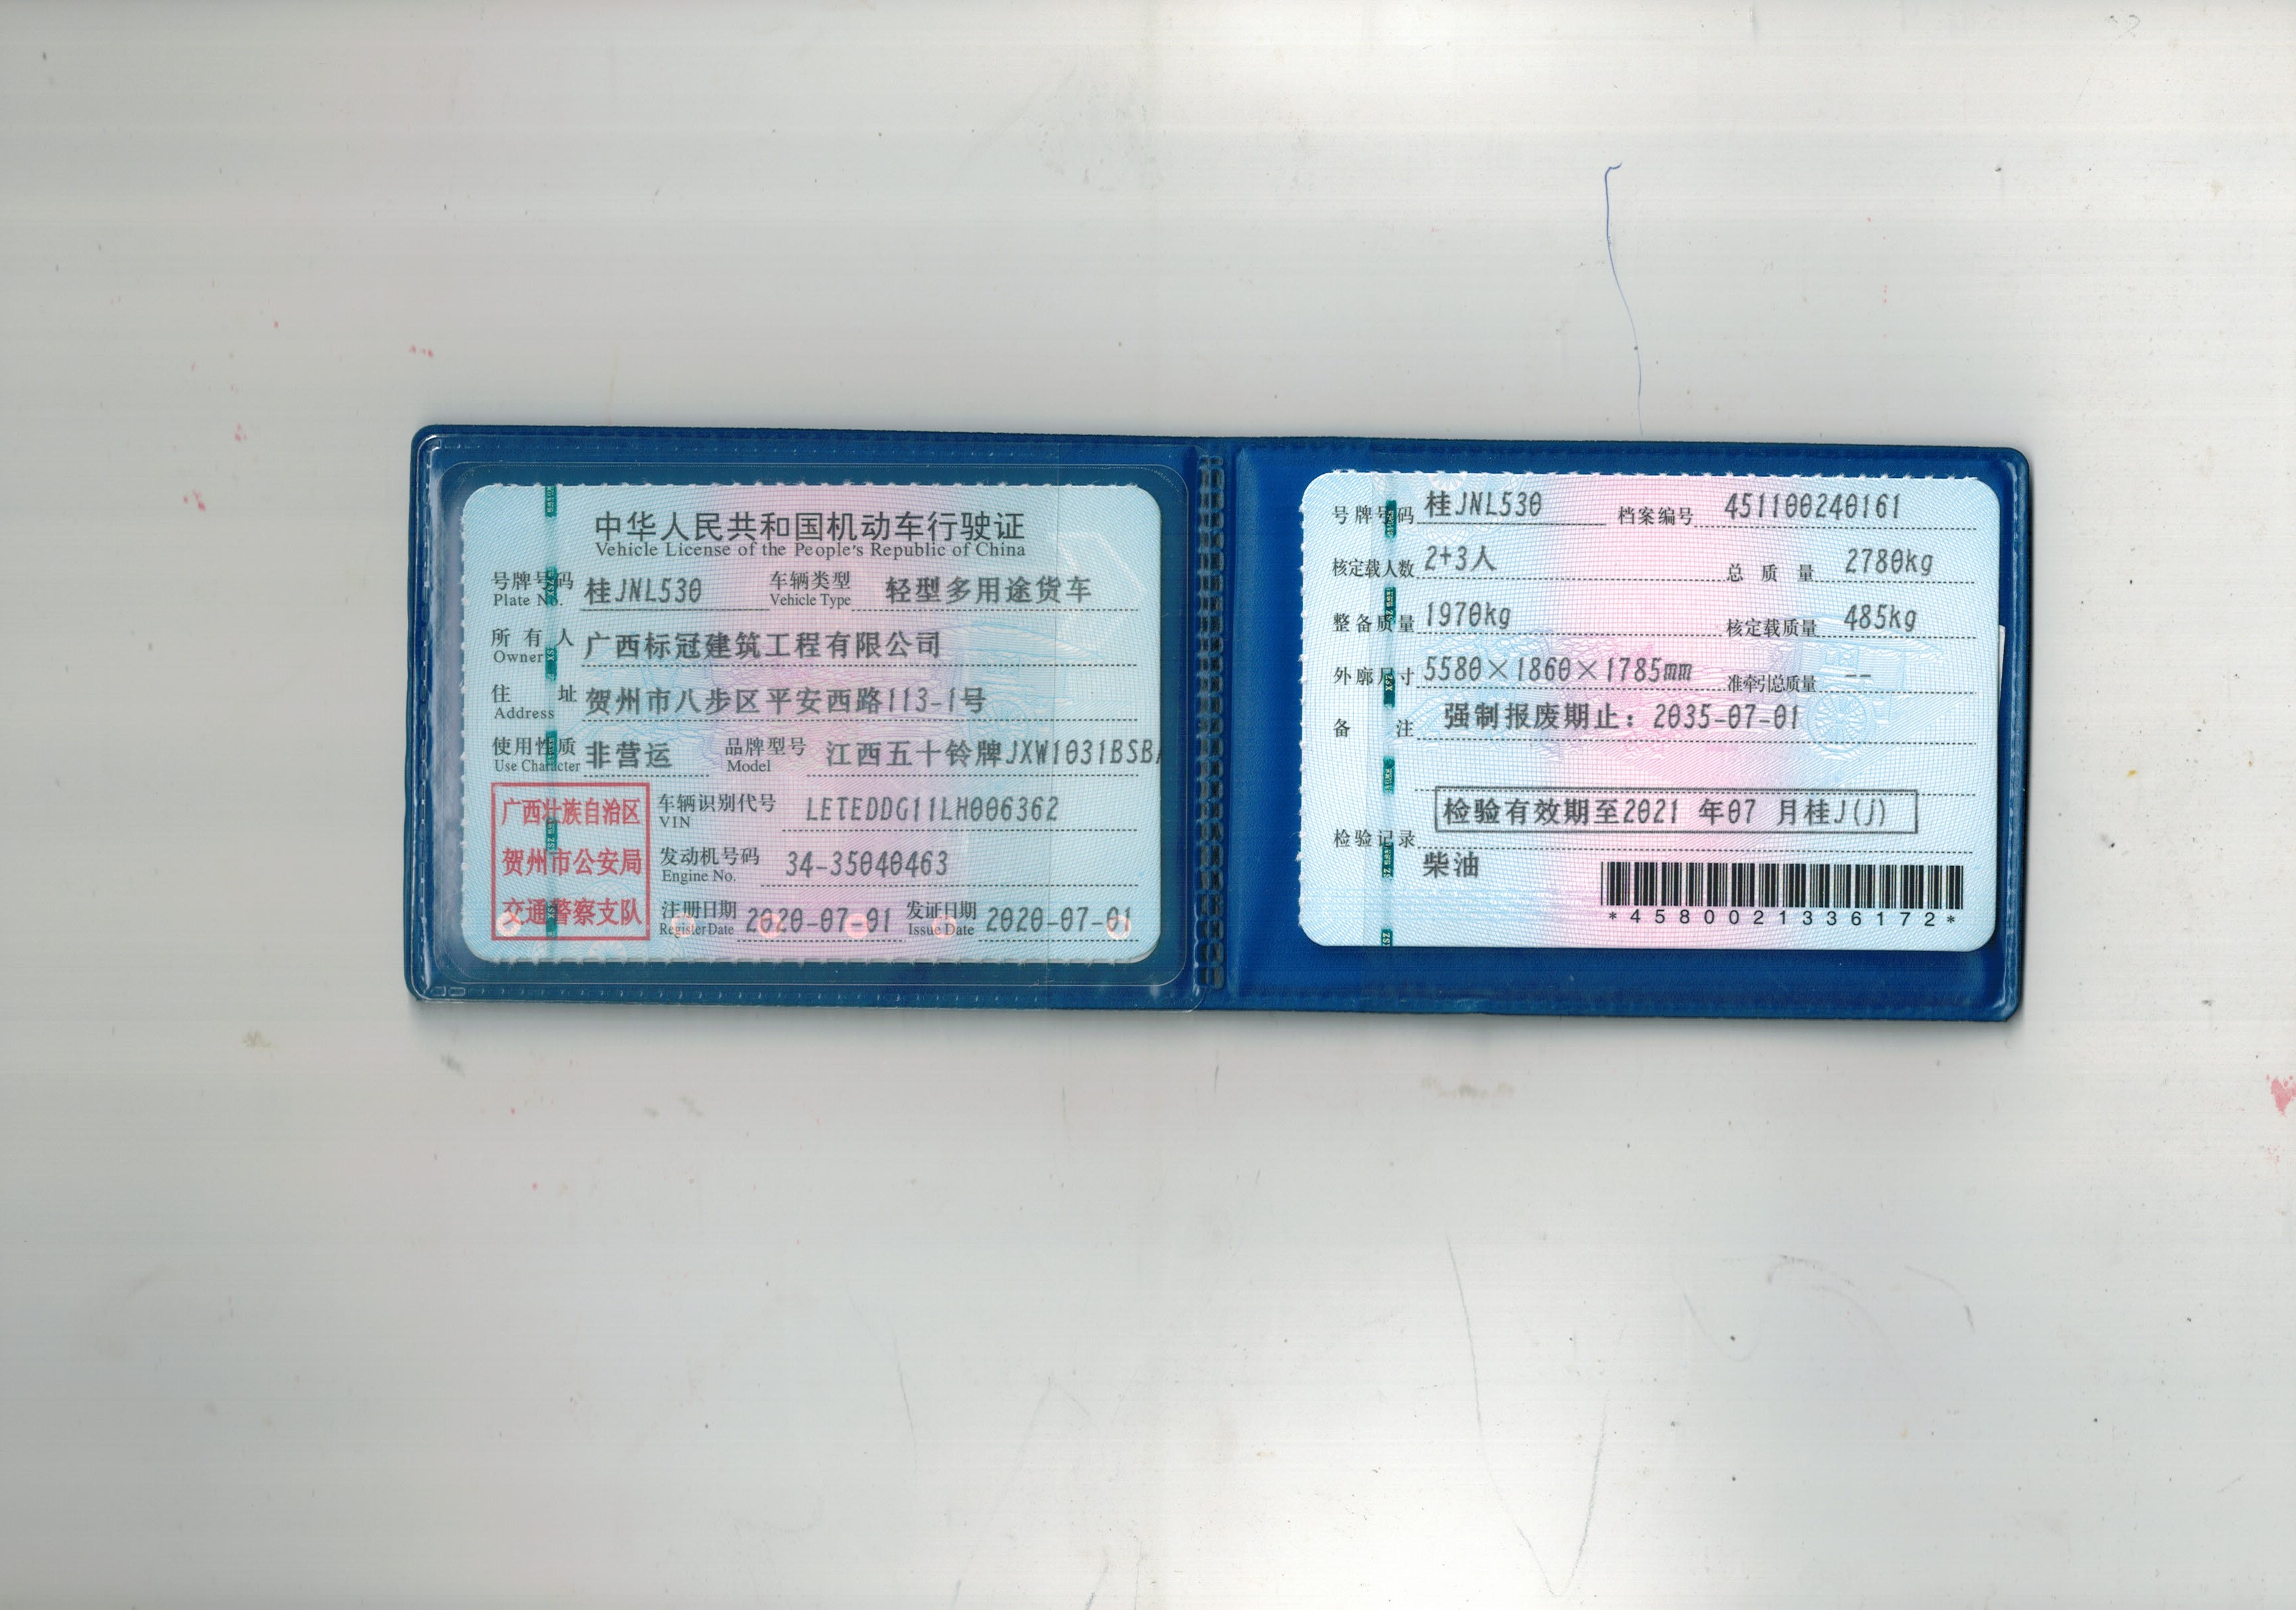 中华人民共和国机动车行驶证
Vehicle License of the People's Republic of China
号牌号码 桂JNL530 车辆类型 轻型多用途货车
Plate No. Vehicle Type
所有人 广西标冠建筑工程有限公司
Owner
住址 贺州市八步区平安西路113-1号
Address
使用性质 非营运 品牌型号 江西五十铃牌JXW1031BSB
Use Character Model
广西壮族自治区
贺州市公安局
交通警察支队
车辆识别代号 LETEDDG11LH006362
VIN
发动机号码 34-35040463
Engine No.
注册日期 2020-07-01 发证日期 2020-07-01
Register Date Issue Date
号牌号码 桂JNL530 档案编号 451100240161
核定载人数 2+3人 总质量 2780kg
整备质量 1970kg 核定载质量 485kg
外廓尺寸 5580×1860×1785mm 准牵引总质量 --
备注 强制报废期止：2035-07-01
检验有效期至2021 年07 月桂J(j)
检验记录
柴油
*4580021336172*